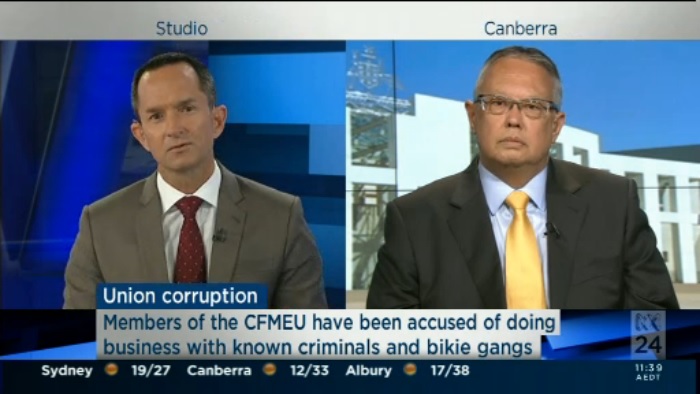 Studio
Canberra
Union corruption
Members of the CFMEU have been accused of doing
business with known criminals and bikie gangs
24
Sydney 19/27 Canberra 12/33 Albury 17/38
11:39
AEDT